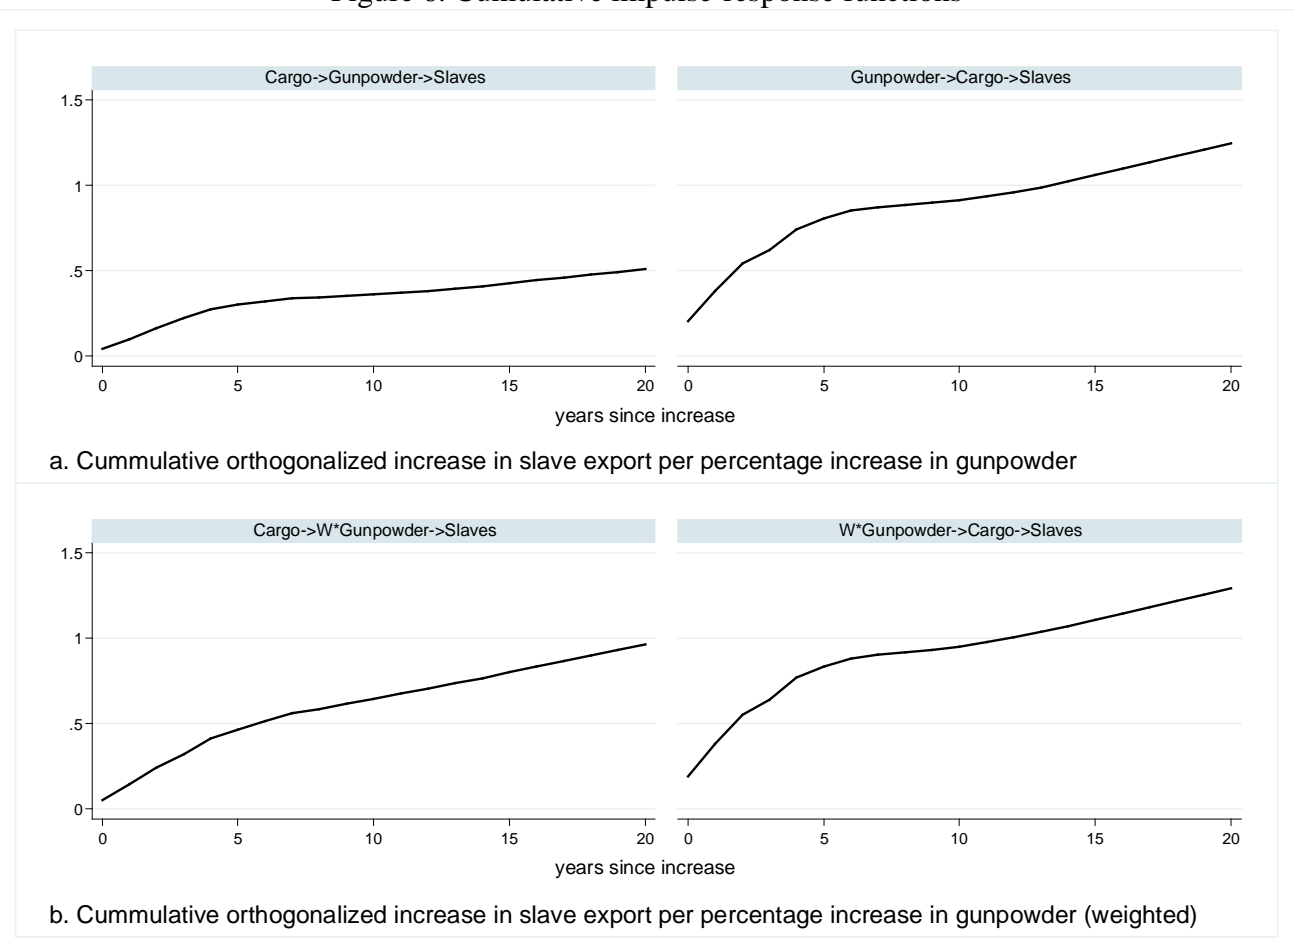 Figure 6. Cumulative impulse response functions
Cargo->Gunpowder->Slaves Gunpowder->Cargo->Slaves
1.5
1
.5
0
0 5 10 15 20 0 5 10 15 20
years since increase
a. Cummulative orthogonalized increase in slave export per percentage increase in gunpowder
Cargo->W*Gunpowder->Slaves W*Gunpowder->Cargo->Slaves
1.5
1
.5
0
0 5 10 15 20 0 5 10 15 20
years since increase
b. Cummulative orthogonalized increase in slave export per percentage increase in gunpowder (weighted)